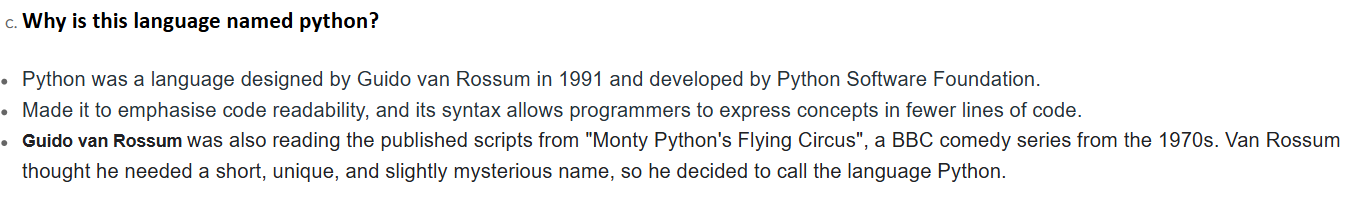 c. Why is this language named python?
• Python was a language designed by Guido van Rossum in 1991 and developed by Python Software Foundation.
• Made it to emphasise code readability, and its syntax allows programmers to express concepts in fewer lines of code.
• Guido van Rossum was also reading the published scripts from "Monty Python's Flying Circus", a BBC comedy series from the 1970s. Van Rossum
thought he needed a short, unique, and slightly mysterious name, so he decided to call the language Python.